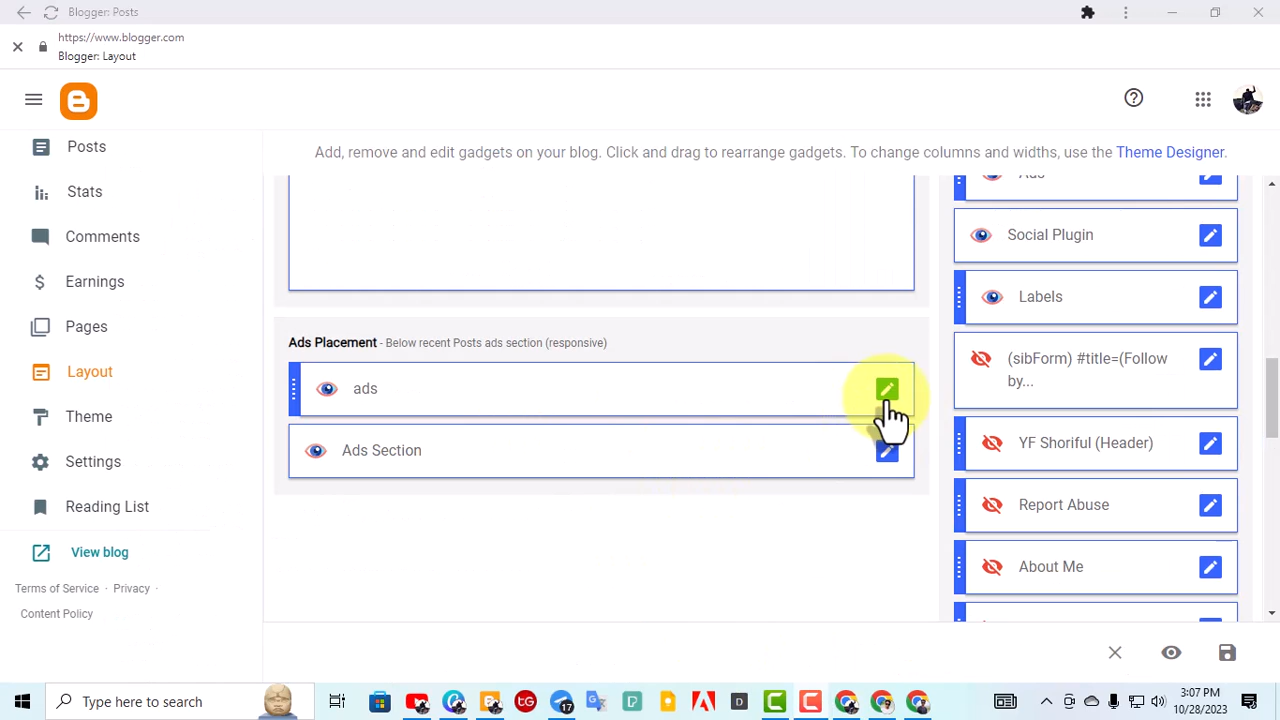 Blogger: Posts
https://www.blogger.com
Blogger: Layout
Posts
Stats
Comments
Earnings
Pages
Layout
Theme
Settings
Reading List
View blog
Terms of Service · Privacy ·
Content Policy
Add, remove and edit gadgets on your blog. Click and drag to rearrange gadgets. To change columns and widths, use the Theme Designer.
Ads Placement - Below recent Posts ads section (responsive)
ads
Ads Section
Ads
Social Plugin
Labels
(sibForm) #title=(Follow
by...
YF Shoriful (Header)
Report Abuse
About Me
Type here to search
17
3:07 PM
10/28/2023